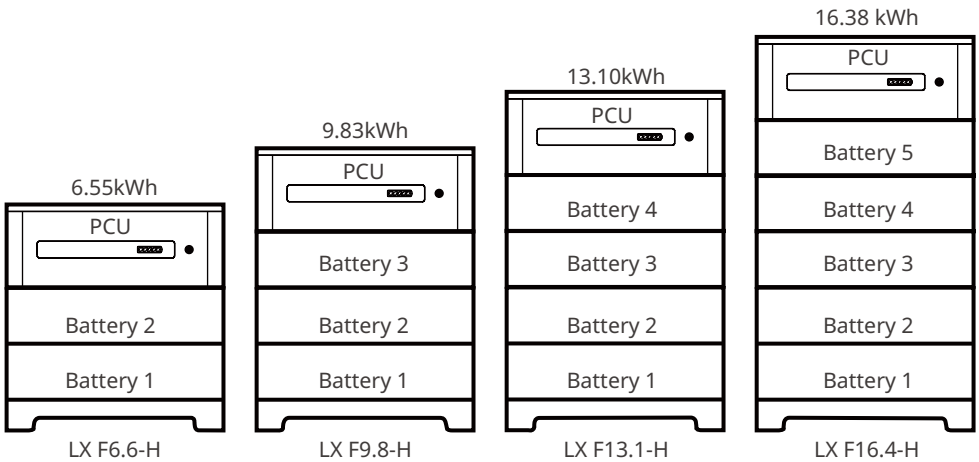 6.55kWh
PCU
Battery 2
Battery 1
LX F6.6-H
9.83kWh
PCU
Battery 3
Battery 2
Battery 1
LX F9.8-H
13.10kWh
PCU
Battery 4
Battery 3
Battery 2
Battery 1
LX F13.1-H
16.38 kWh
PCU
Battery 5
Battery 4
Battery 3
Battery 2
Battery 1
LX F16.4-H